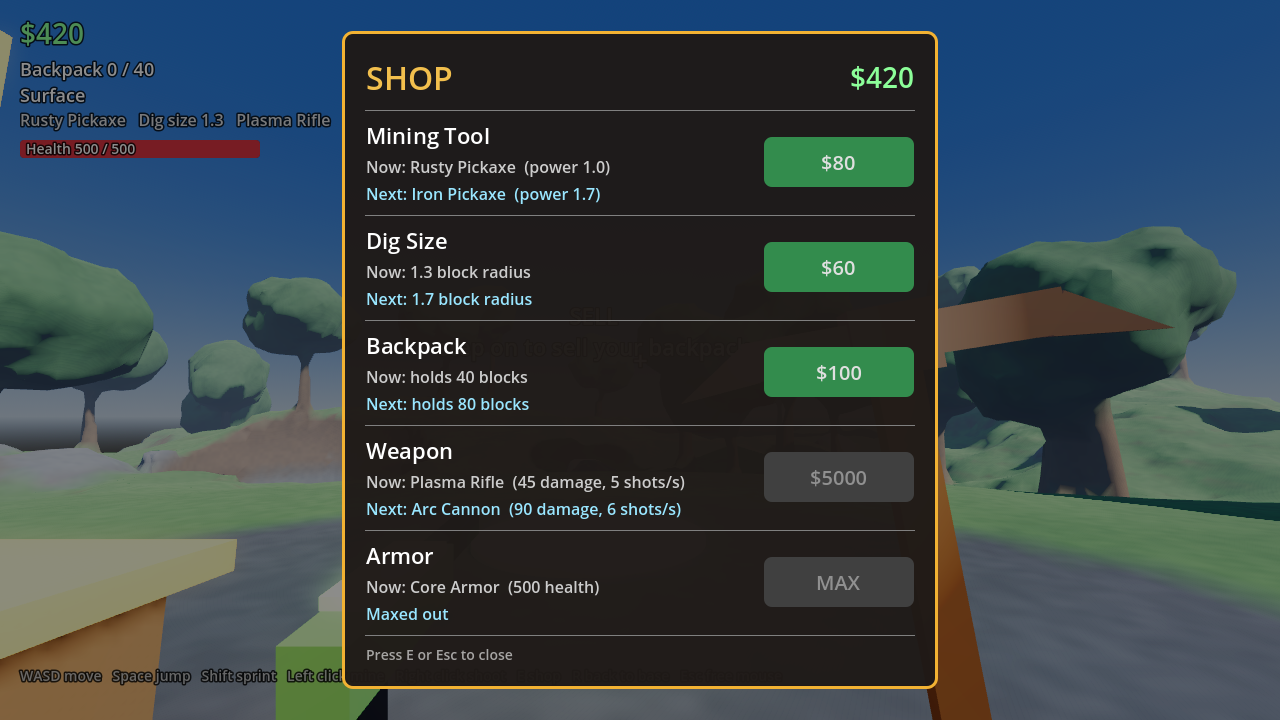 $420
Backpack 0 / 40
Surface
Rusty Pickaxe Dig size 1.3 Plasma Rifle
Health 500 / 500
SHOP $420
Mining Tool
Now: Rusty Pickaxe (power 1.0)
Next: Iron Pickaxe (power 1.7)
$80
Dig Size
Now: 1.3 block radius
Next: 1.7 block radius
$60
Backpack
Now: holds 40 blocks
Next: holds 80 blocks
$100
Weapon
Now: Plasma Rifle (45 damage, 5 shots/s)
Next: Arc Cannon (90 damage, 6 shots/s)
$5000
Armor
Now: Core Armor (500 health)
Maxed out
MAX
Press E or Esc to close
WASD move Space jump Shift sprint Left